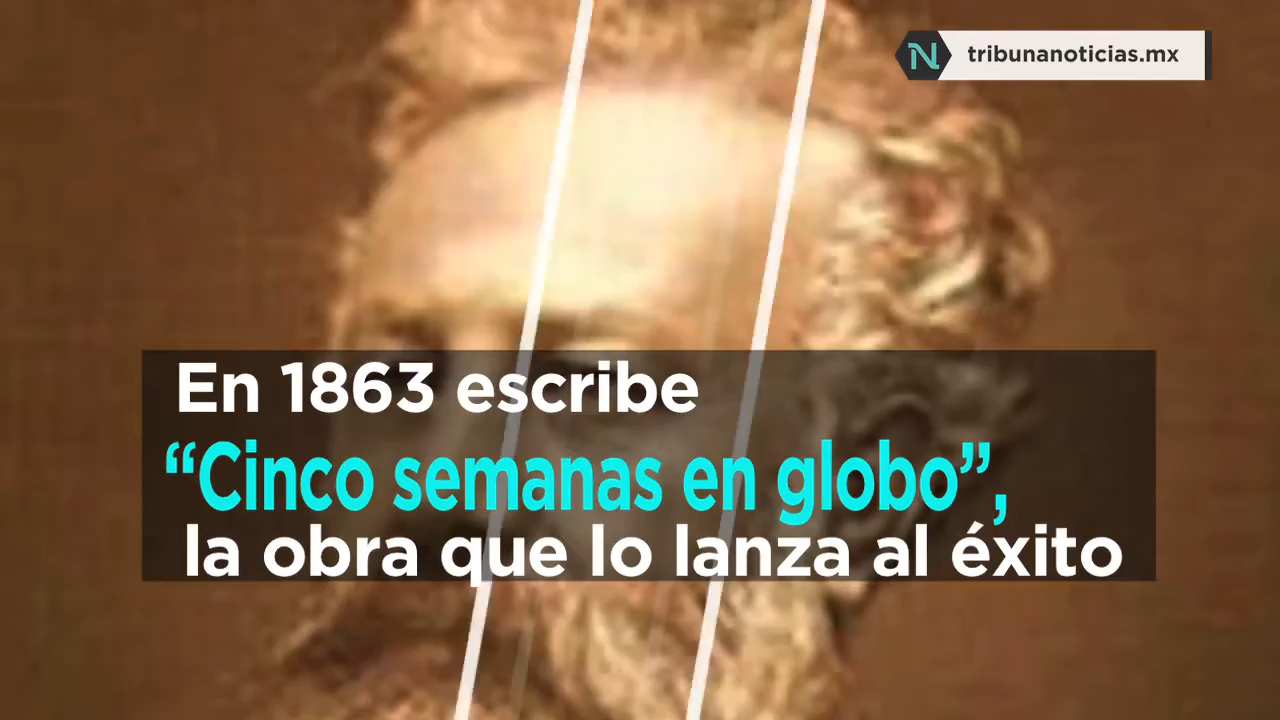 tribunanoticias.mx
En 1863 escribe
“Cinco semanas en globo”,
la obra que lo lanza al éxito